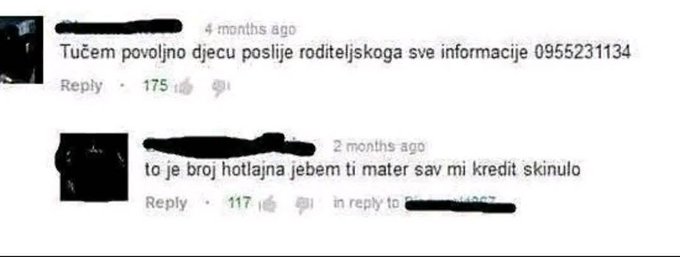 4 months ago
Tučem povoljno djecu poslije roditeljskoga sve informacije 0955231134
Reply · 175
2 months ago
to je broj hotlajna jebem ti mater sav mi kredit skinulo
Reply · 117 in reply to